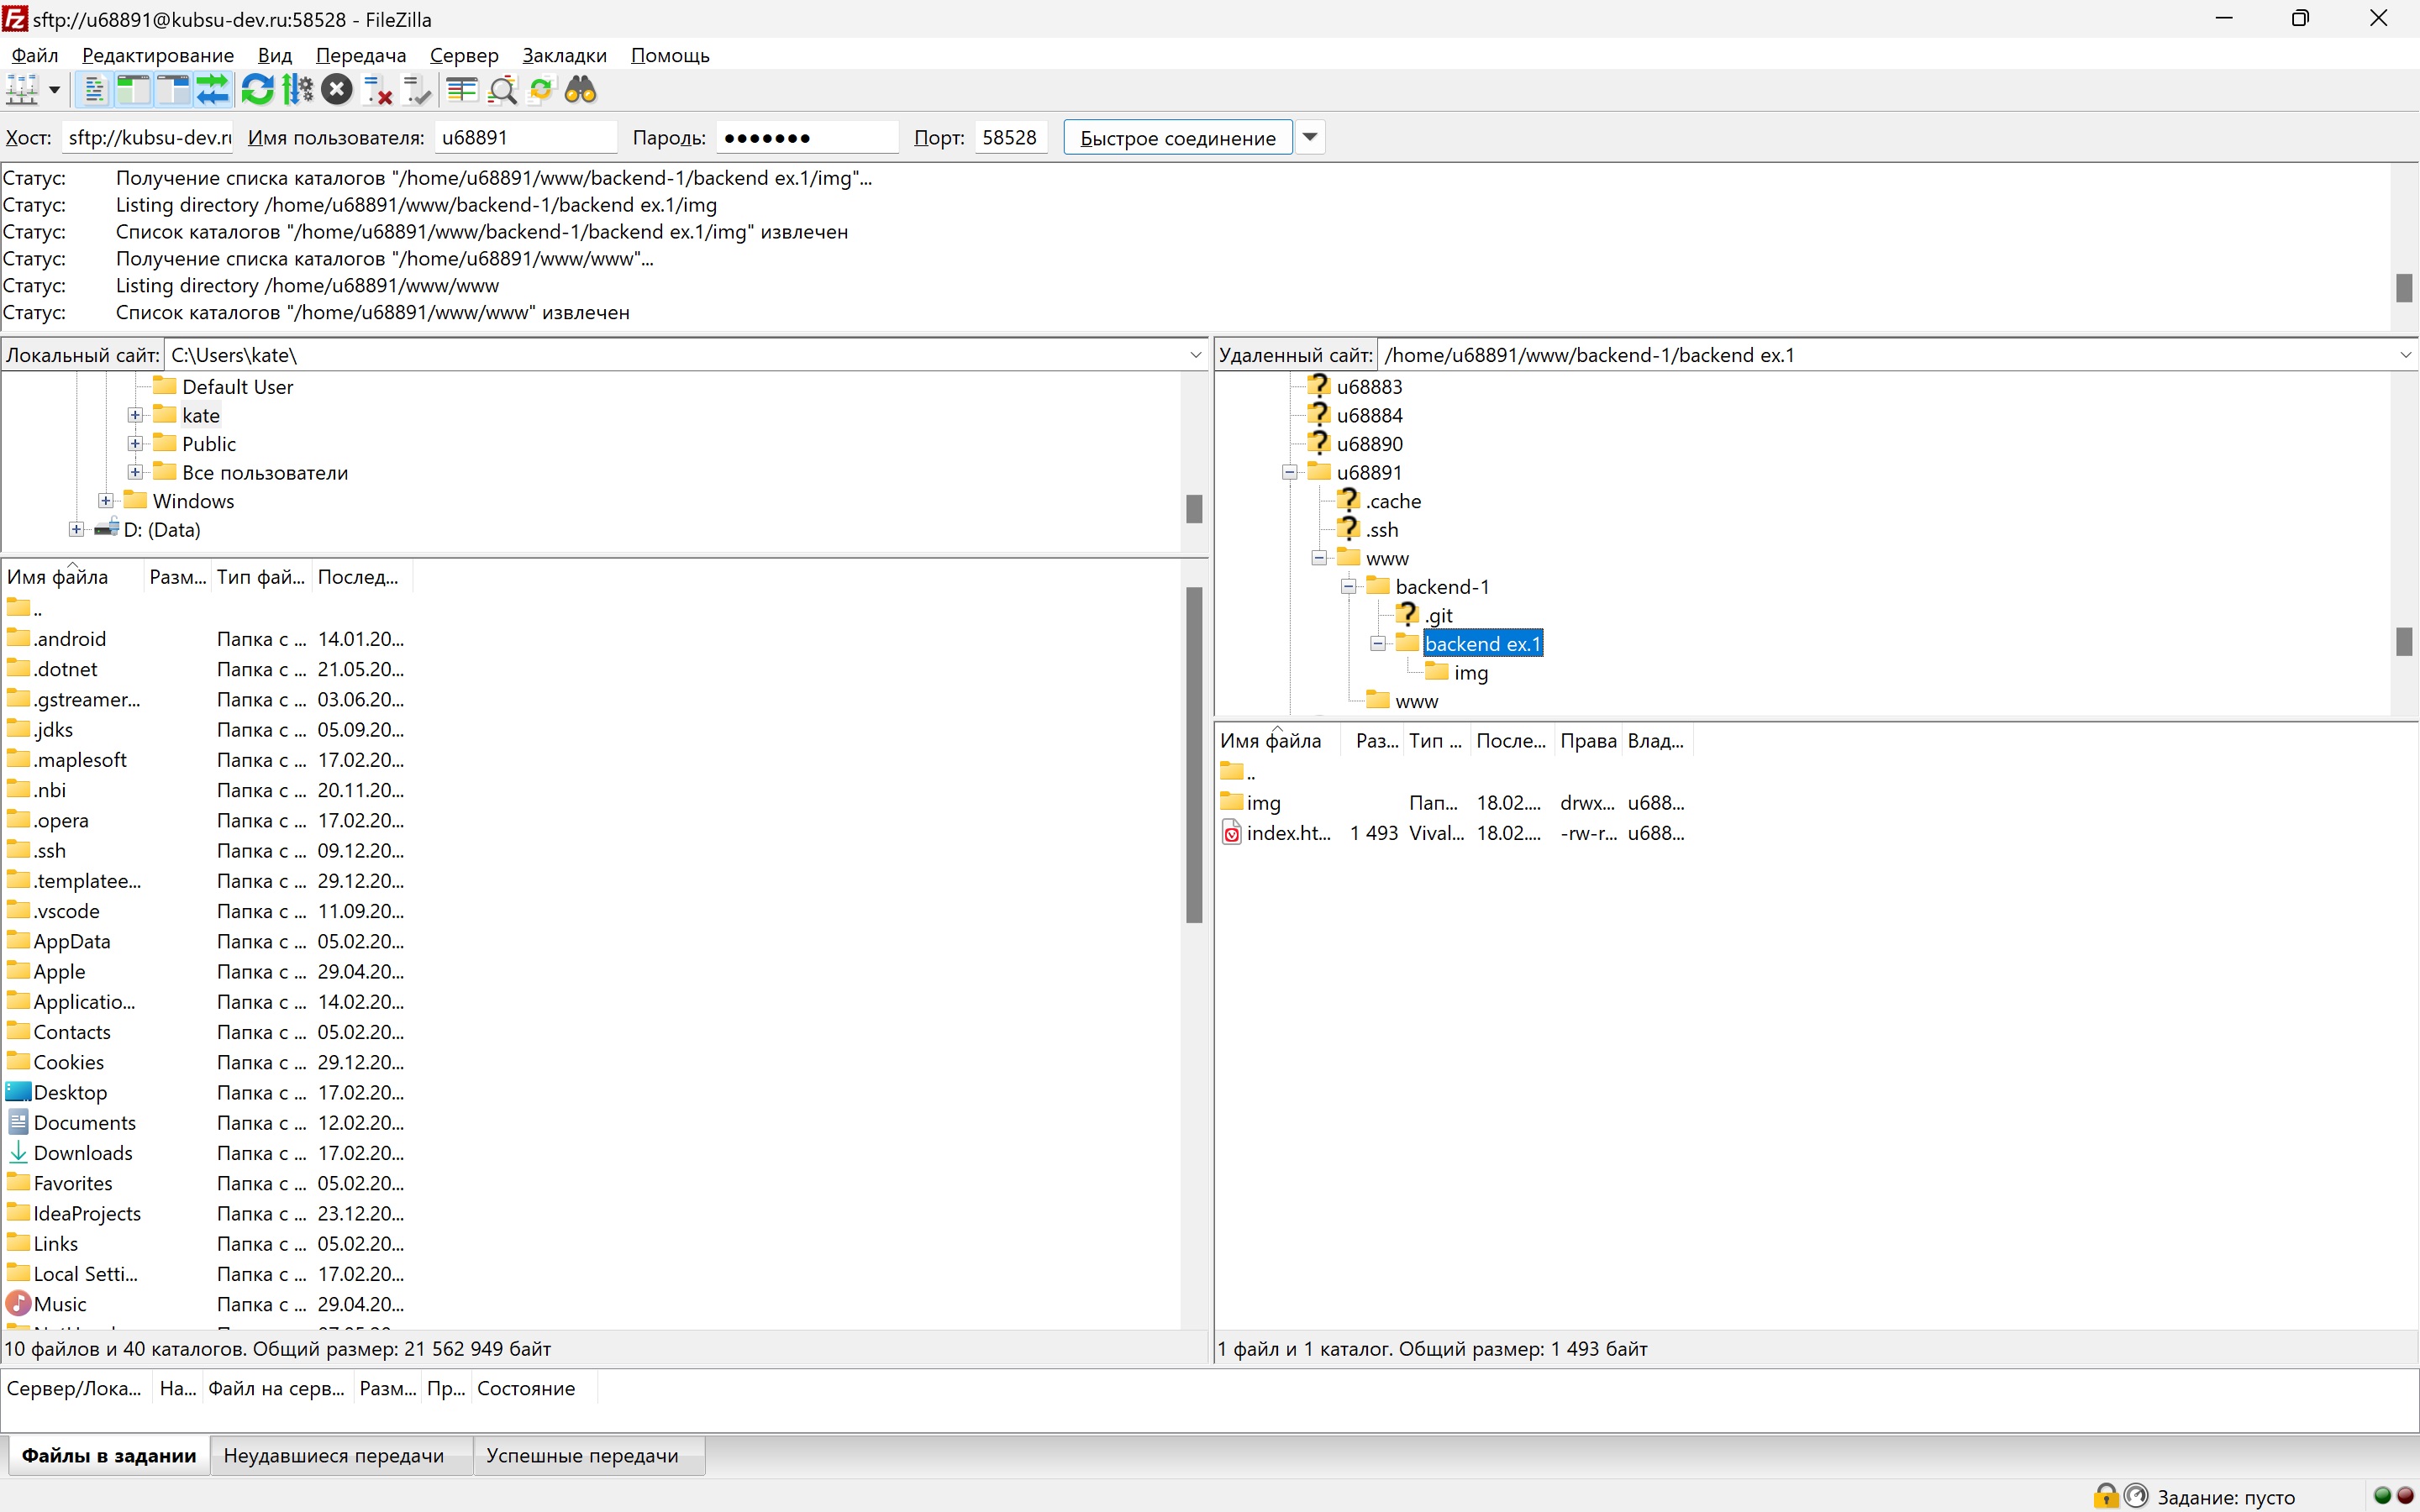 sftp://u68891@kubsu-dev.ru:58528 - FileZilla
Файл Редактирование Вид Передача Сервер Закладки Помощь
Хост: sftp://kubsu-dev.ru Имя пользователя: u68891 Пароль: ●●●●●●● Порт: 58528 Быстрое соединение
Статус: Получение списка каталогов "/home/u68891/www/backend-1/backend ex.1/img"...
Статус: Listing directory /home/u68891/www/backend-1/backend ex.1/img
Статус: Список каталогов "/home/u68891/www/backend-1/backend ex.1/img" извлечен
Статус: Получение списка каталогов "/home/u68891/www/www"...
Статус: Listing directory /home/u68891/www/www
Статус: Список каталогов "/home/u68891/www/www" извлечен
Локальный сайт: C:\Users\kate\
Default User
kate
Public
Все пользователи
Windows
D: (Data)
Имя файла Разм... Тип фай... Послед...
..
.android Папка с ... 14.01.20...
.dotnet Папка с ... 21.05.20...
.gstreamer... Папка с ... 03.06.20...
.jdks Папка с ... 05.09.20...
.maplesoft Папка с ... 17.02.20...
.nbi Папка с ... 20.11.20...
.opera Папка с ... 17.02.20...
.ssh Папка с ... 09.12.20...
.templatee... Папка с ... 29.12.20...
.vscode Папка с ... 11.09.20...
AppData Папка с ... 05.02.20...
Apple Папка с ... 29.04.20...
Applicatio... Папка с ... 14.02.20...
Contacts Папка с ... 05.02.20...
Cookies Папка с ... 29.12.20...
Desktop Папка с ... 17.02.20...
Documents Папка с ... 12.02.20...
Downloads Папка с ... 17.02.20...
Favorites Папка с ... 05.02.20...
IdeaProjects Папка с ... 23.12.20...
Links Папка с ... 05.02.20...
Local Setti... Папка с ... 17.02.20...
Music Папка с ... 29.04.20...
10 файлов и 40 каталогов. Общий размер: 21 562 949 байт
Удаленный сайт: /home/u68891/www/backend-1/backend ex.1
u68883
u68884
u68890
u68891
.cache
.ssh
www
backend-1
.git
backend ex.1
img
www
Имя файла Раз... Тип ... После... Права Влад...
..
img Пап... 18.02.... drwx... u688...
index.ht... 1 493 Vival... 18.02.... -rw-r... u688...
1 файл и 1 каталог. Общий размер: 1 493 байт
Сервер/Лока... На... Файл на серв... Разм... Пр... Состояние
Файлы в задании Неудавшиеся передачи Успешные передачи
Задание: пусто